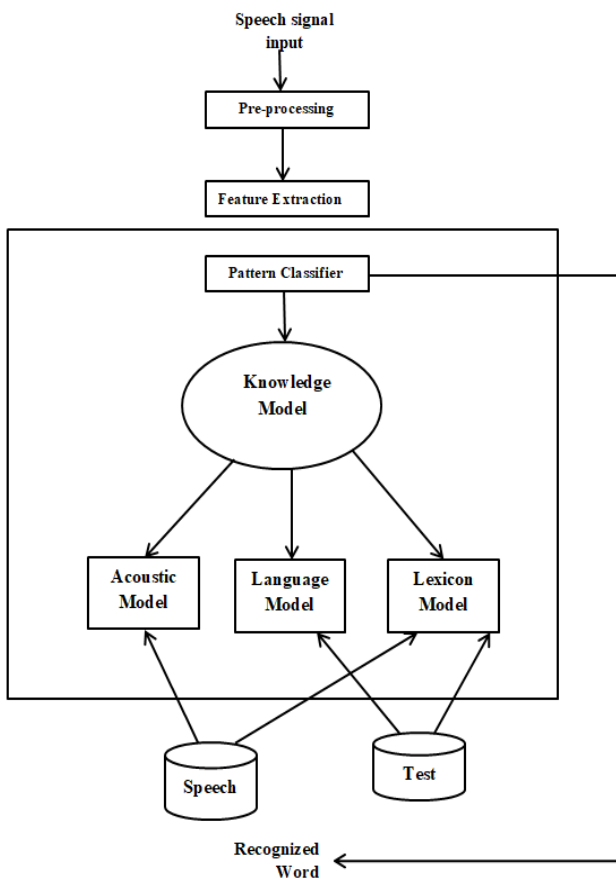 Speech signal
input
Pre-processing
Feature Extraction
Pattern Classifier
Knowledge
Model
Acoustic
Model
Language
Model
Lexicon
Model
Speech
Test
Recognized
Word